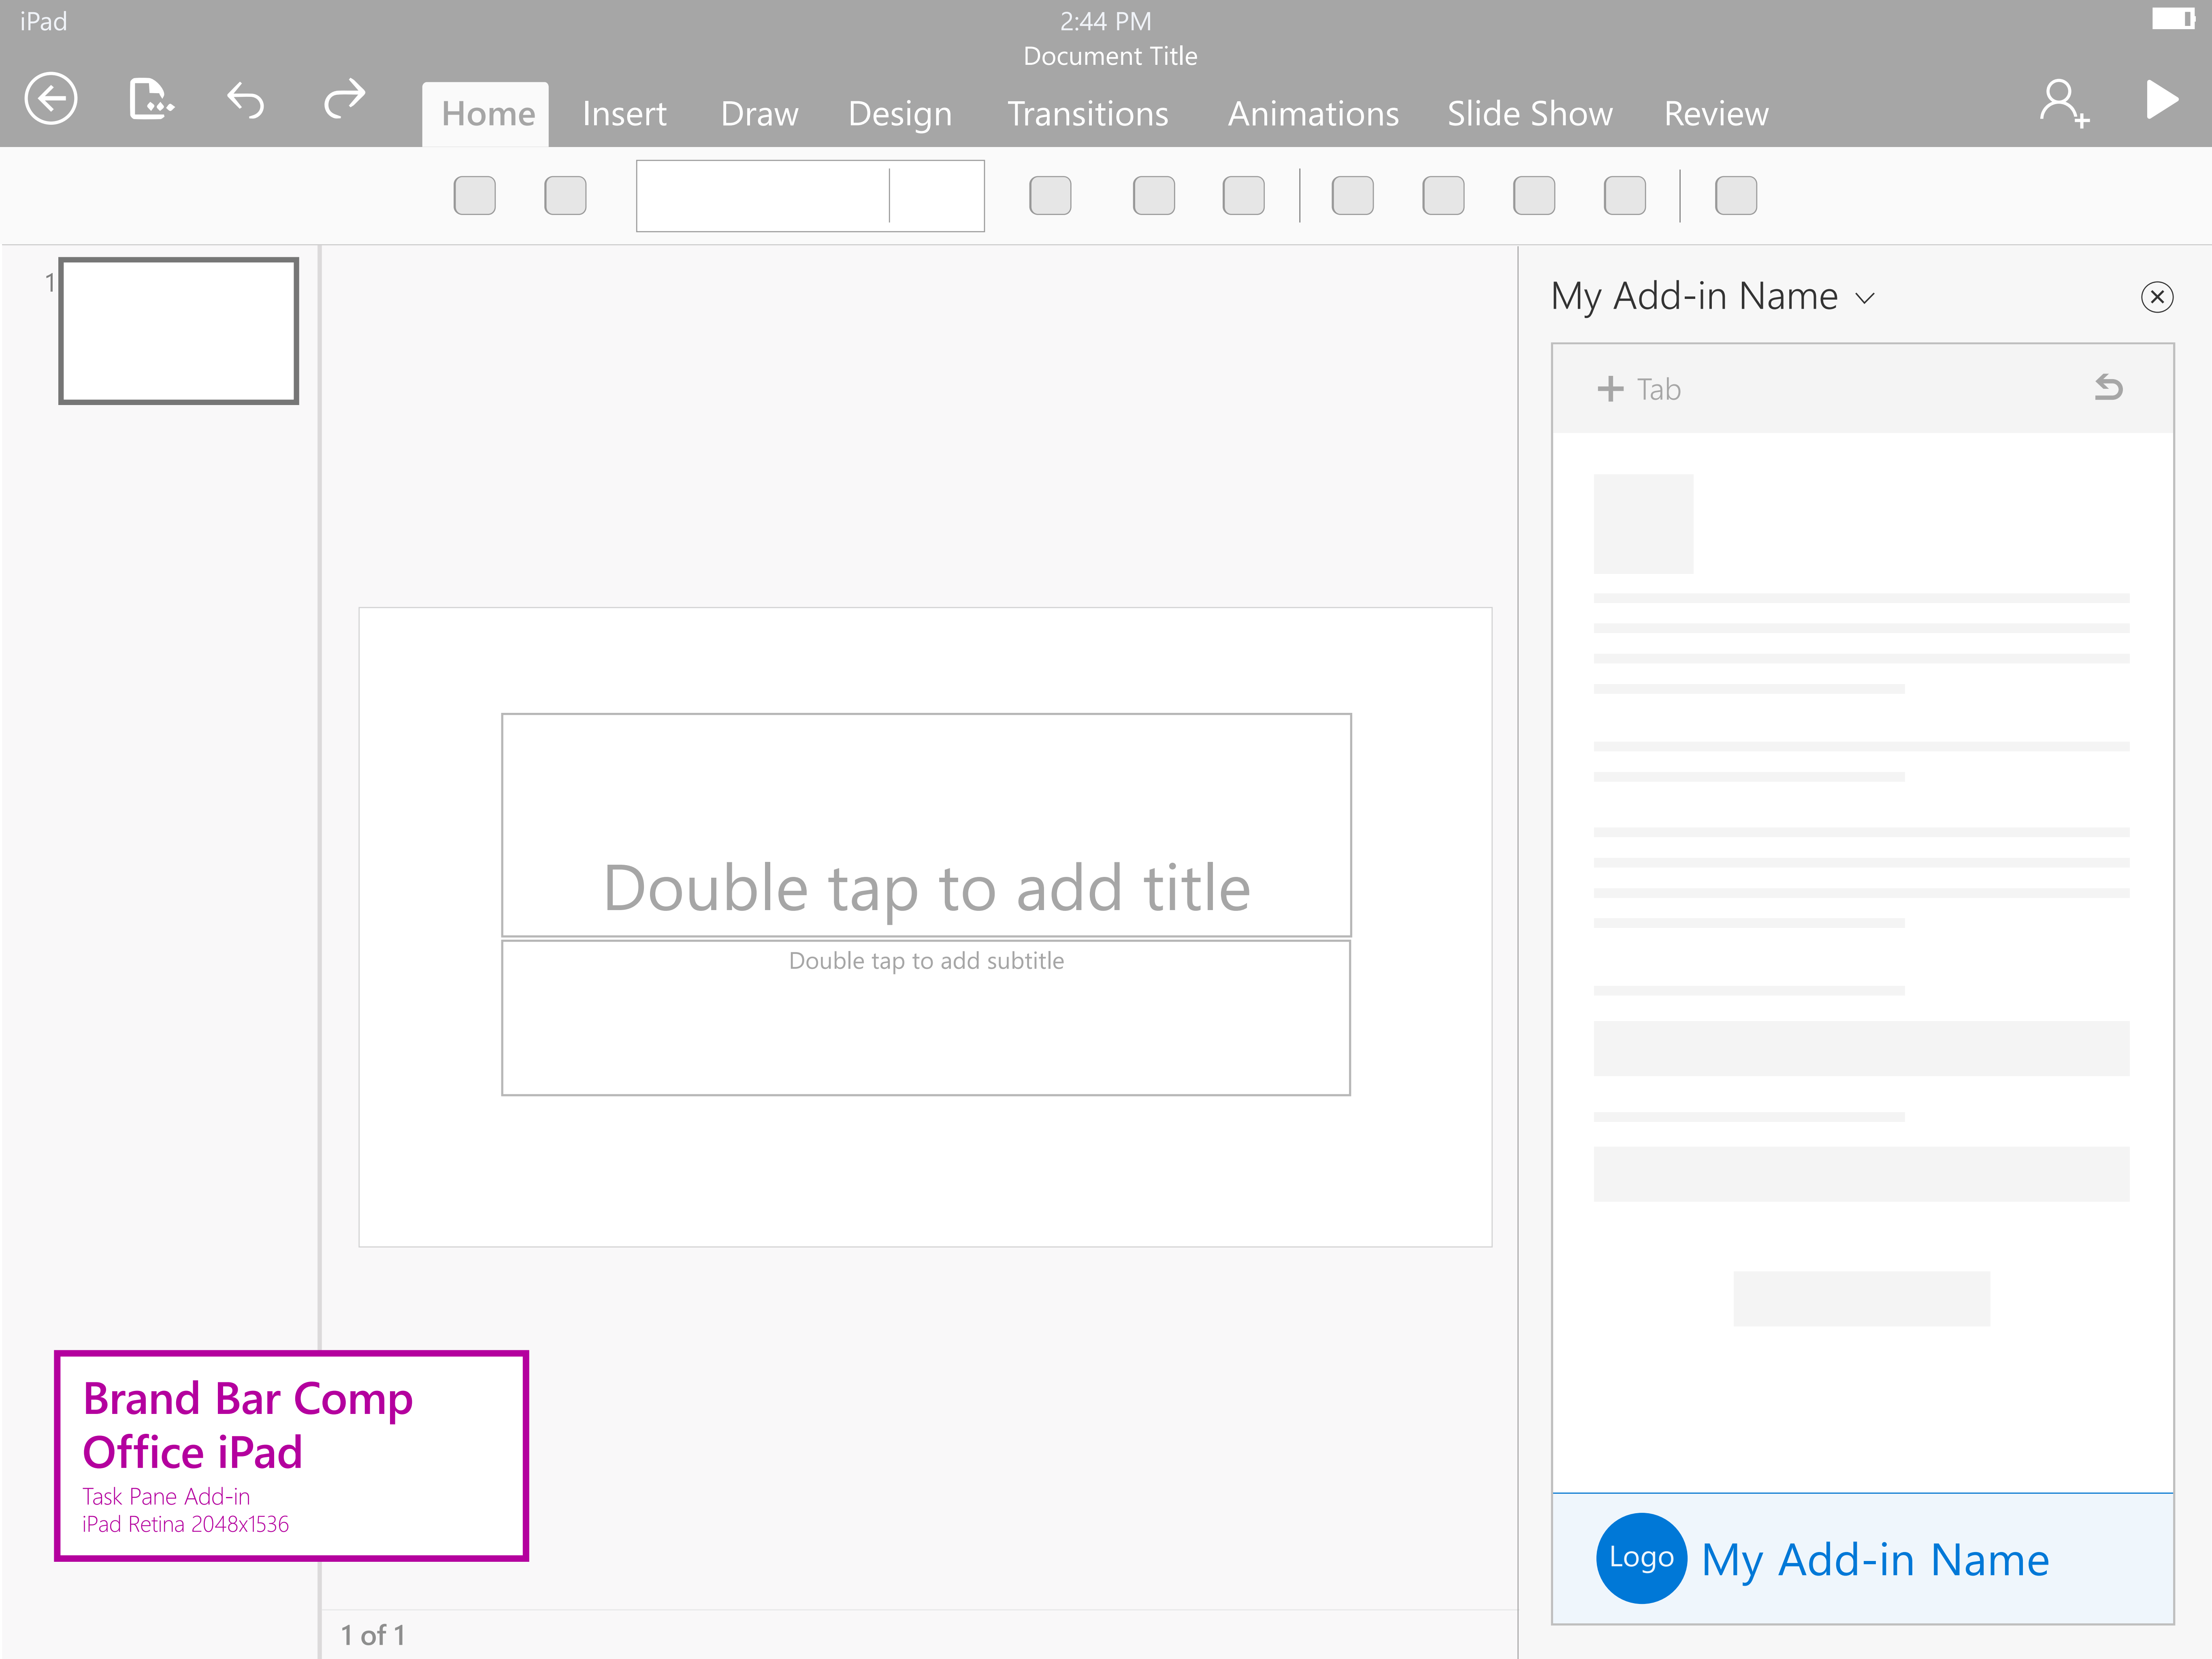 iPad
2:44 PM
Document Title
Home Insert Draw Design Transitions Animations Slide Show Review
1
My Add-in Name
Tab
Double tap to add title
Double tap to add subtitle
Brand Bar Comp
Office iPad
Task Pane Add-in
iPad Retina 2048x1536
Logo My Add-in Name
1 of 1